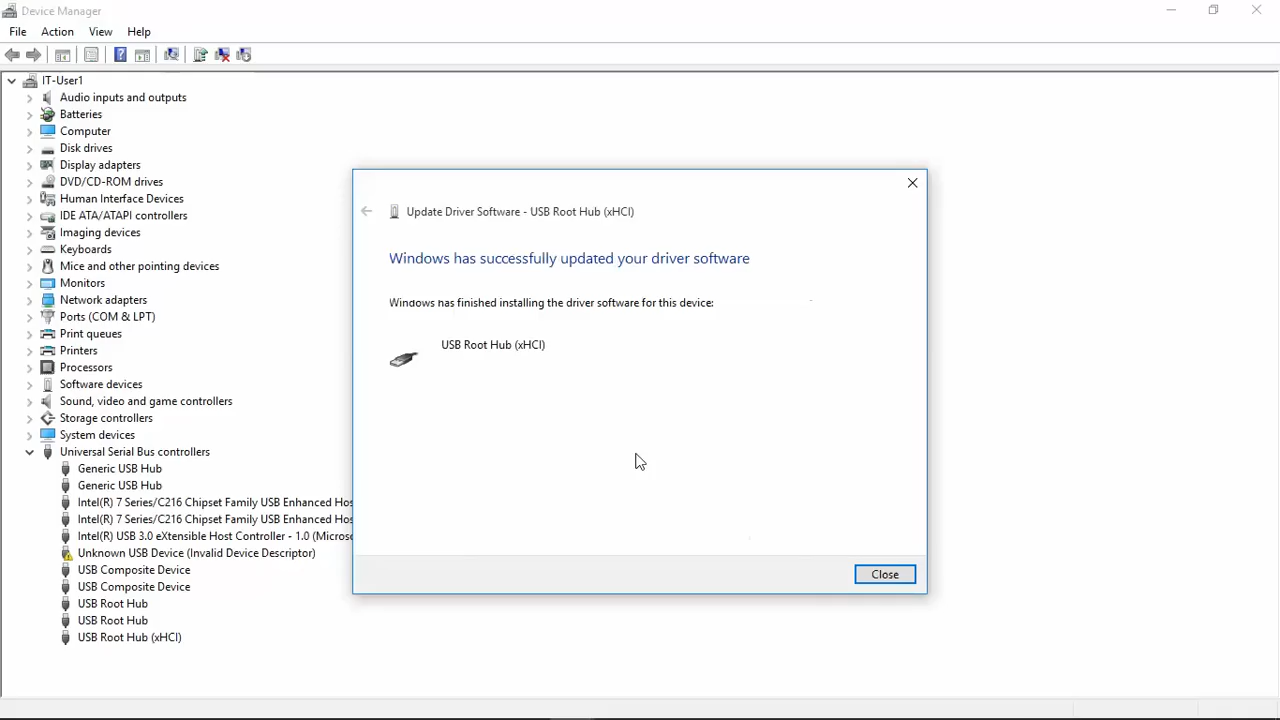 Device Manager
File Action View Help
IT-User1
Audio inputs and outputs
Batteries
Computer
Disk drives
Display adapters
DVD/CD-ROM drives
Human Interface Devices
IDE ATA/ATAPI controllers
Imaging devices
Keyboards
Mice and other pointing devices
Monitors
Network adapters
Ports (COM & LPT)
Print queues
Printers
Processors
Software devices
Sound, video and game controllers
Storage controllers
System devices
Universal Serial Bus controllers
Generic USB Hub
Generic USB Hub
Intel(R) 7 Series/C216 Chipset Family USB Enhanced Hos
Intel(R) 7 Series/C216 Chipset Family USB Enhanced Hos
Intel(R) USB 3.0 eXtensible Host Controller - 1.0 (Microso
Unknown USB Device (Invalid Device Descriptor)
USB Composite Device
USB Composite Device
USB Root Hub
USB Root Hub
USB Root Hub (xHCI)
Update Driver Software - USB Root Hub (xHCI)
Windows has successfully updated your driver software
Windows has finished installing the driver software for this device:
USB Root Hub (xHCI)
Close